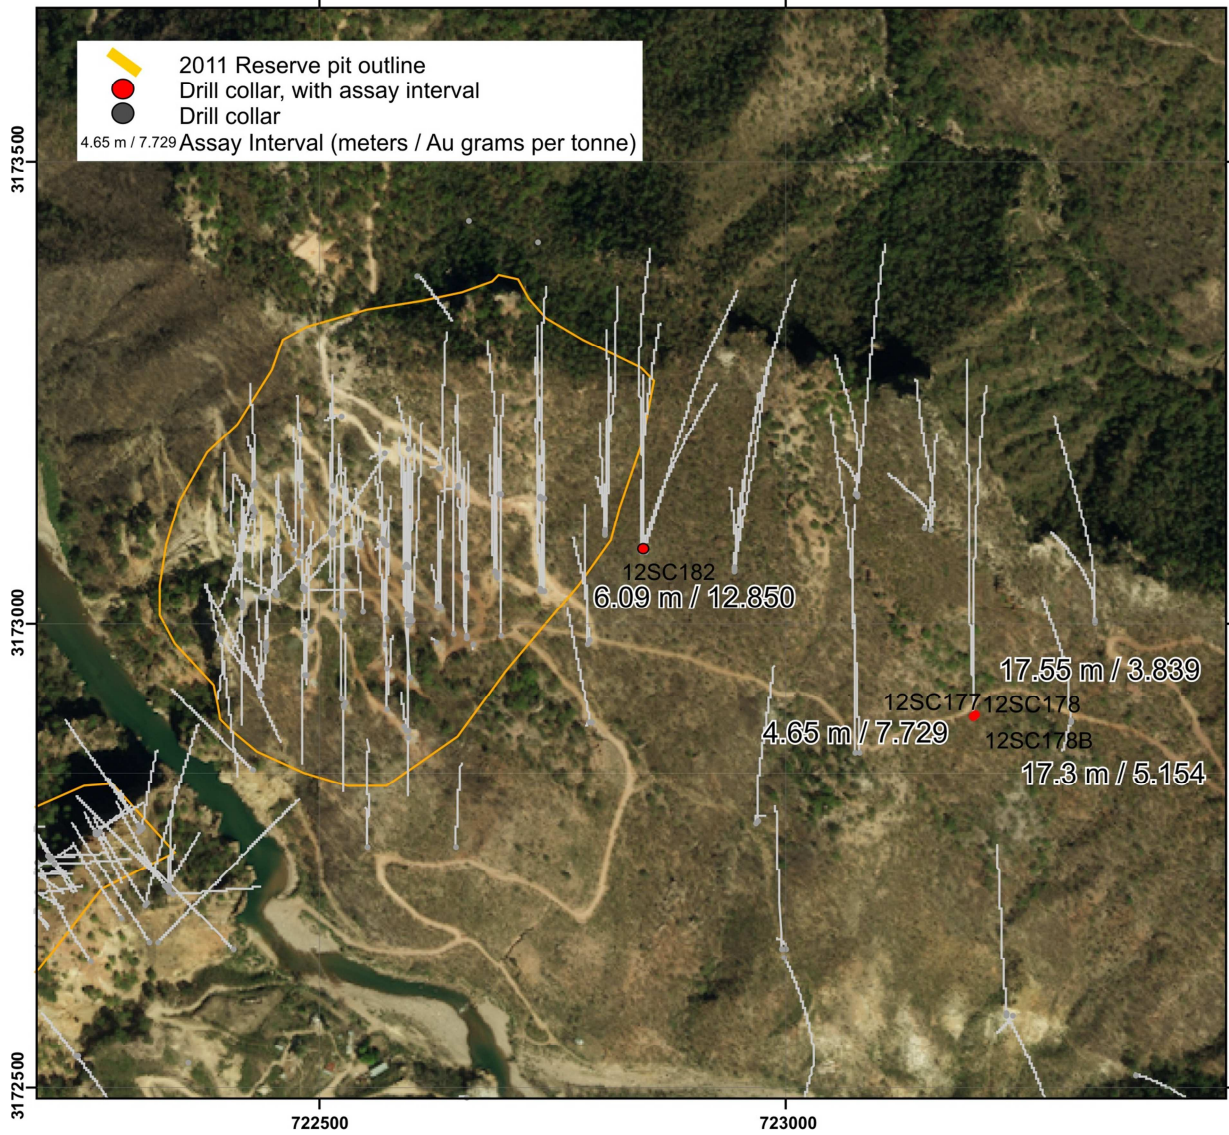 2011 Reserve pit outline
Drill collar, with assay interval
Drill collar
4.65 m / 7.729 Assay Interval (meters / Au grams per tonne)
3173500
12SC182
6.09 m / 12.850
3173000
17.55 m / 3.839
12SC177 12SC178
4.65 m / 7.729
12SC178B
17.3 m / 5.154
3172500
722500
723000